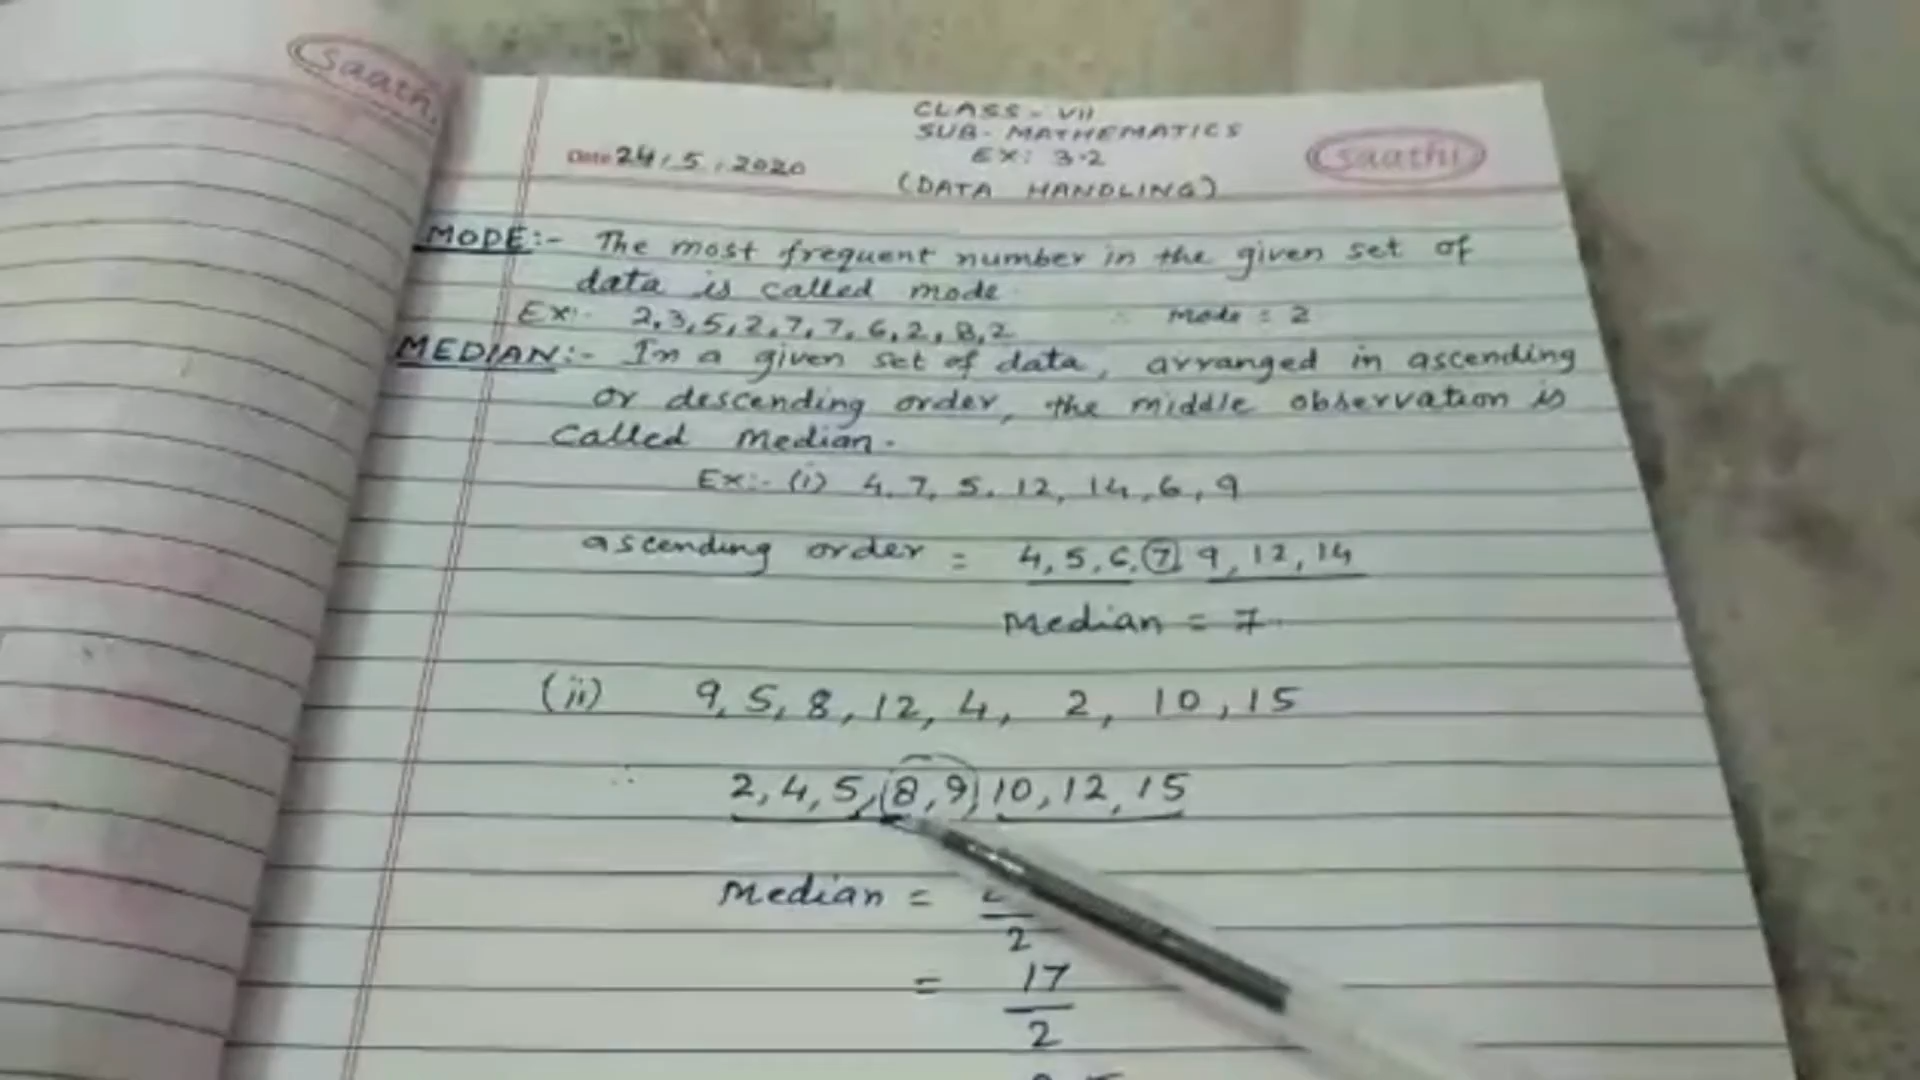 saathi
CLASS - VII
SUB - MATHEMATICS
EX: 3.2
Date 24.5.2020
saathi
(DATA HANDLING)
MODE:- The most frequent number in the given set of
data is called mode
Ex:- 2,3,5,2,7,7,6,2,8,2 ∴ mode = 2
MEDIAN:- In a given set of data, arranged in ascending
or descending order, the middle observation is
called median.
Ex:- (i) 4,7,5,12,14,6,9
ascending order = 4,5,6,7,9,12,14
Median = 7
(ii) 9,5,8,12,4,2,10,15
∴ 2,4,5,8,9,10,12,15
Median =
2
= 17
2